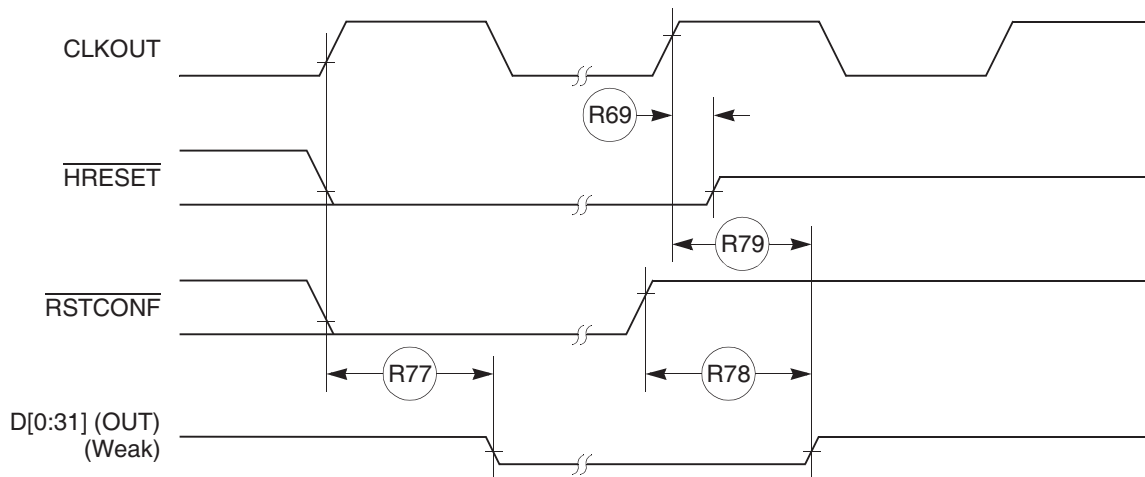 CLKOUT
R69
HRESET
R79
RSTCONF
R77
R78
D[0:31] (OUT)
(Weak)